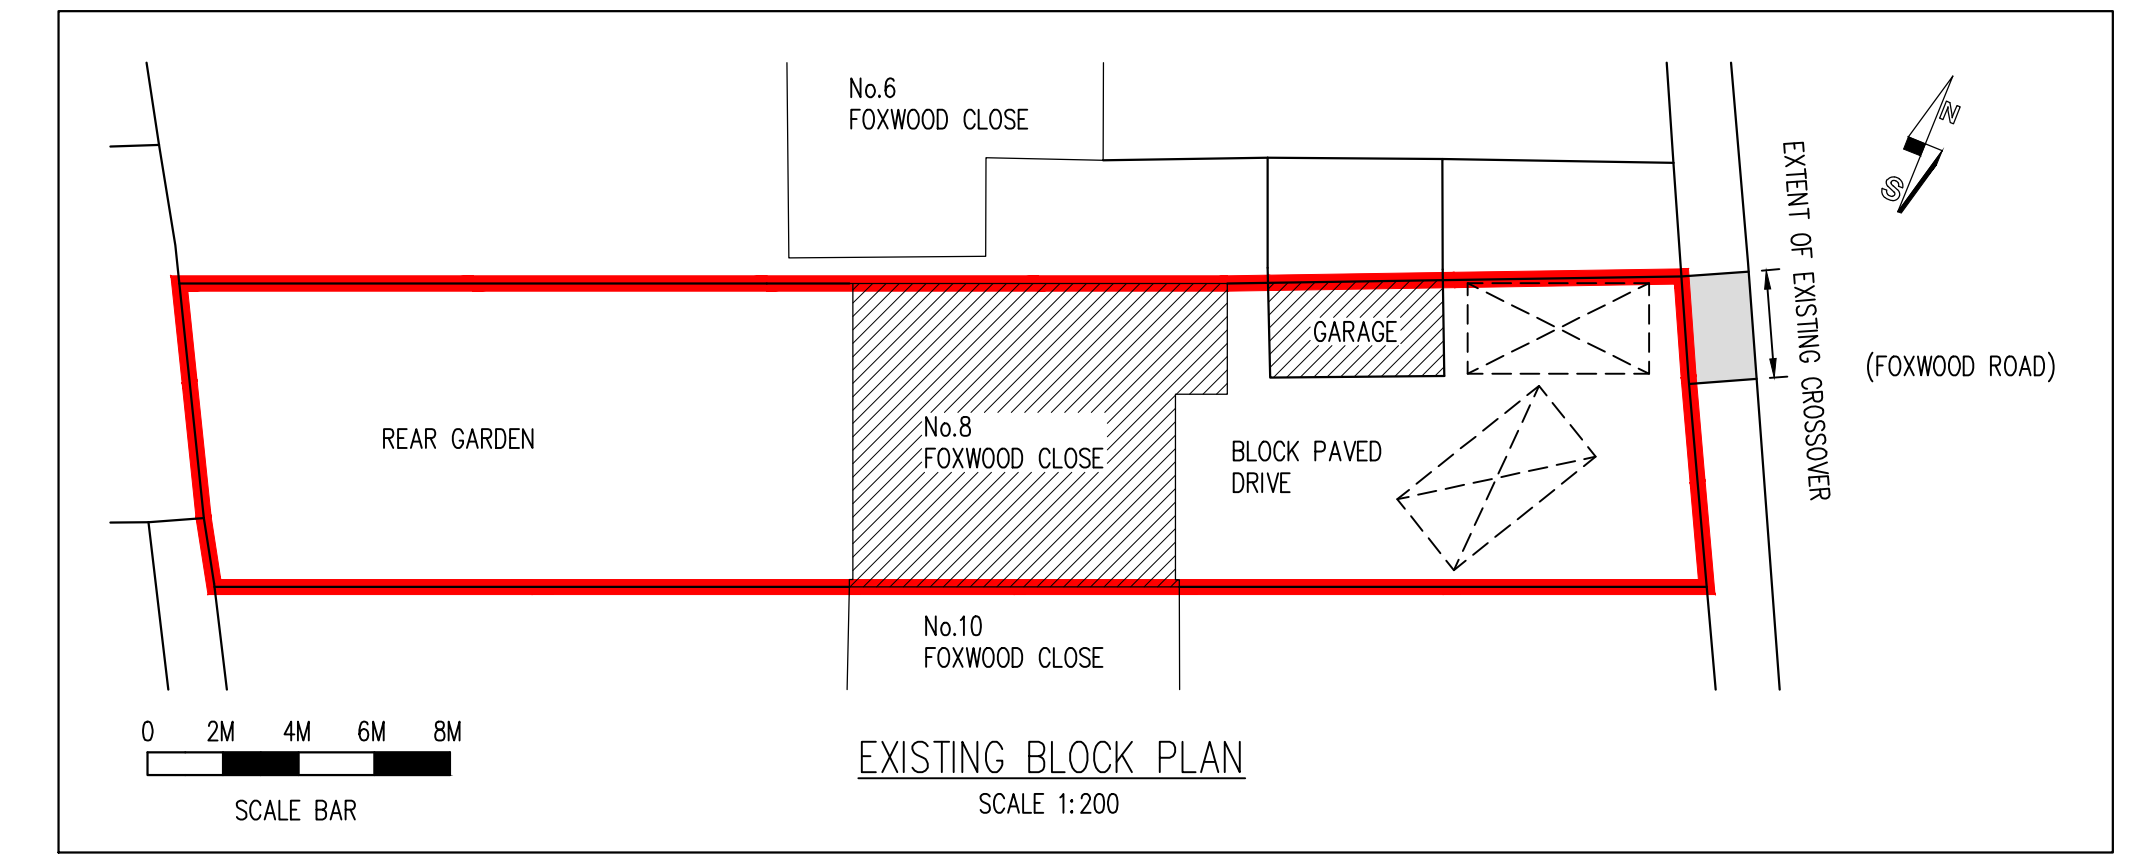 No.6
FOXWOOD CLOSE
N
S
EXTENT OF EXISTING CROSSOVER
GARAGE
(FOXWOOD ROAD)
REAR GARDEN
No.8
FOXWOOD CLOSE
BLOCK PAVED
DRIVE
No.10
FOXWOOD CLOSE
0 2M 4M 6M 8M
SCALE BAR
EXISTING BLOCK PLAN
SCALE 1:200